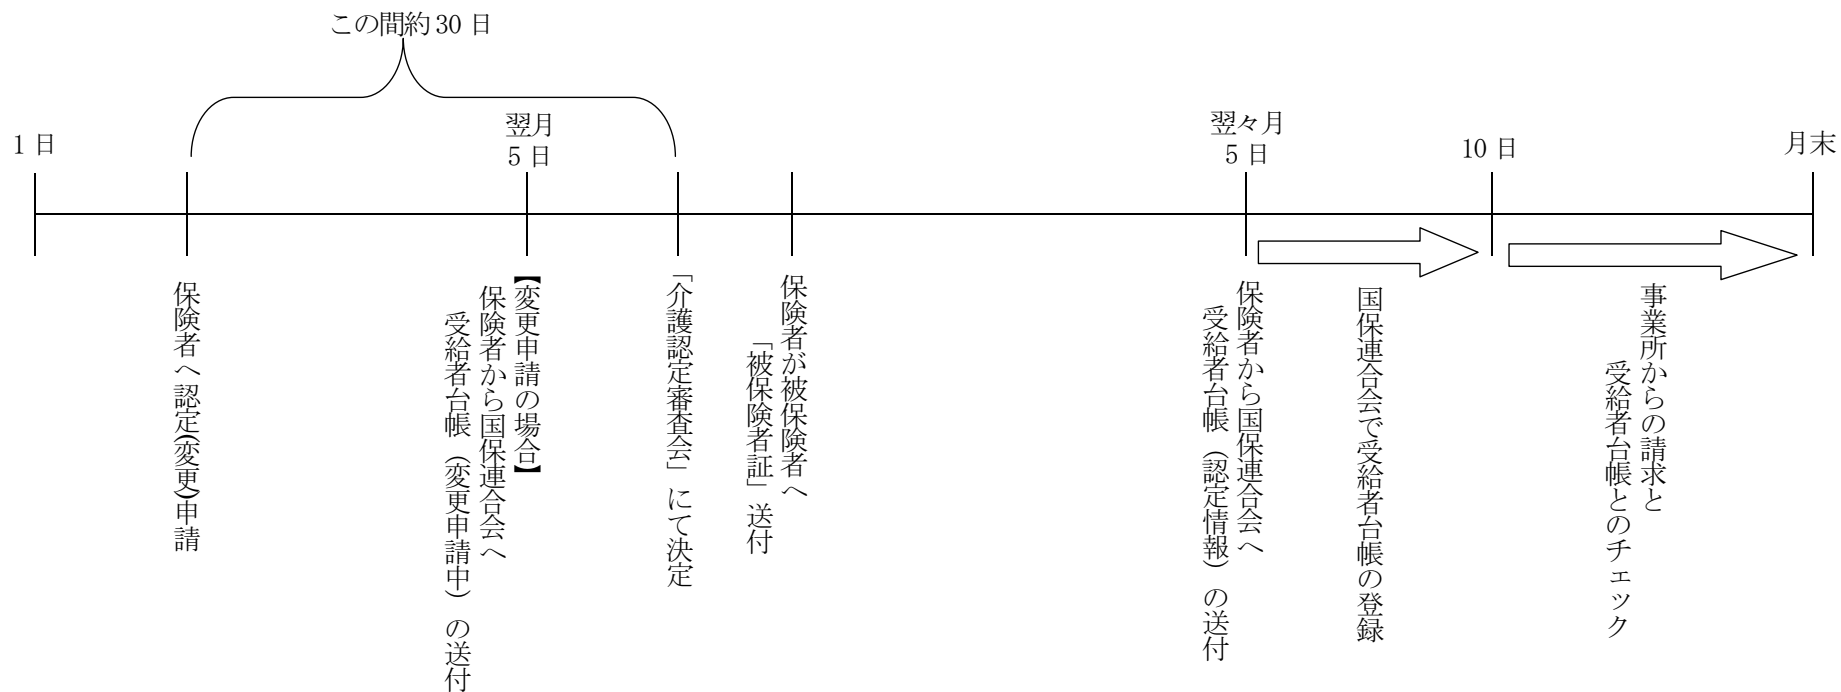 この間約30日
1日
翌月
5日
翌々月
5日
10日
月末
保険者へ認定(変更)申請
【変更申請の場合】
保険者から国保連合会へ
受給者台帳（変更申請中）の送付
「介護認定審査会」にて決定
保険者が被保険者へ
「被保険者証」送付
保険者から国保連合会へ
受給者台帳（認定情報）の送付
国保連合会で受給者台帳の登録
事業所からの請求と
受給者台帳とのチェック